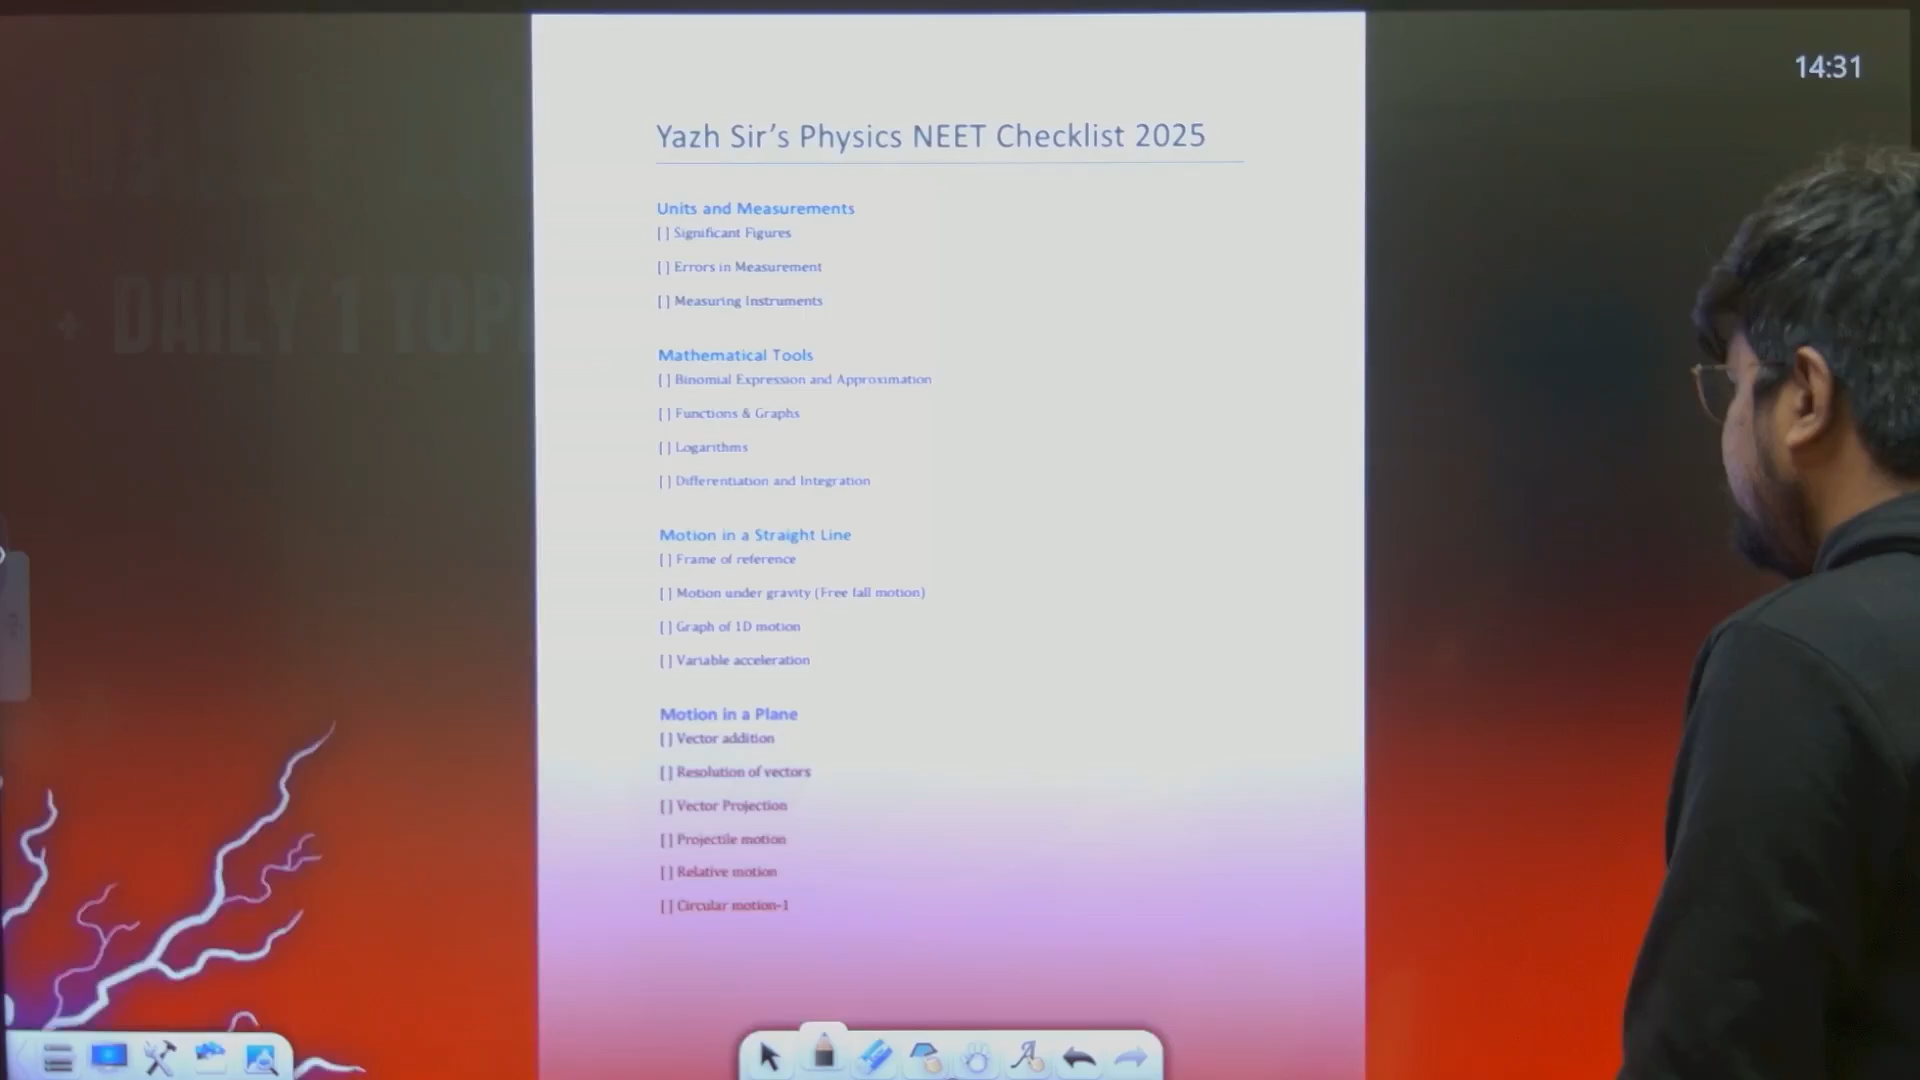 14:31
Yazh Sir's Physics NEET Checklist 2025
Units and Measurements
[ ] Significant Figures
[ ] Errors in Measurement
[ ] Measuring Instruments
+ DAILY 1 TOP
Mathematical Tools
[ ] Binomial Expression and Approximation
[ ] Functions & Graphs
[ ] Logarithms
[ ] Differentiation and Integration
Motion in a Straight Line
[ ] Frame of reference
[ ] Motion under gravity (Free fall motion)
[ ] Graph of 1D motion
[ ] Variable acceleration
Motion in a Plane
[ ] Vector addition
[ ] Resolution of vectors
[ ] Vector Projection
[ ] Projectile motion
[ ] Relative motion
[ ] Circular motion-1